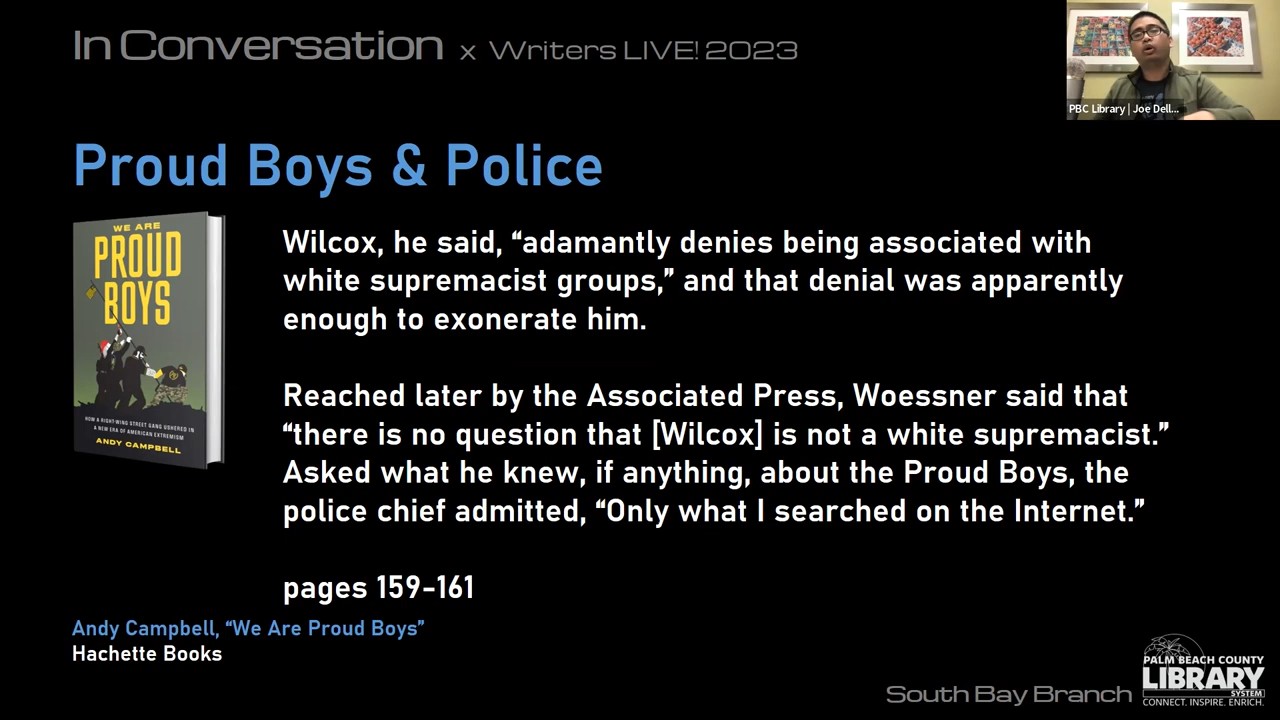 In Conversation x Writers LIVE! 2023
PBC Library | Joe Dell...
Proud Boys & Police
WE ARE
PROUD
BOYS
HOW A RIGHT-WING STREET GANG USHERED IN
A NEW ERA OF AMERICAN EXTREMISM
ANDY CAMPBELL
Wilcox, he said, “adamantly denies being associated with
white supremacist groups,” and that denial was apparently
enough to exonerate him.
Reached later by the Associated Press, Woessner said that
“there is no question that [Wilcox] is not a white supremacist.”
Asked what he knew, if anything, about the Proud Boys, the
police chief admitted, “Only what I searched on the Internet.”
pages 159-161
Andy Campbell, “We Are Proud Boys”
Hachette Books
South Bay Branch
PALM BEACH COUNTY
LIBRARY
SYSTEM
CONNECT. INSPIRE. ENRICH.